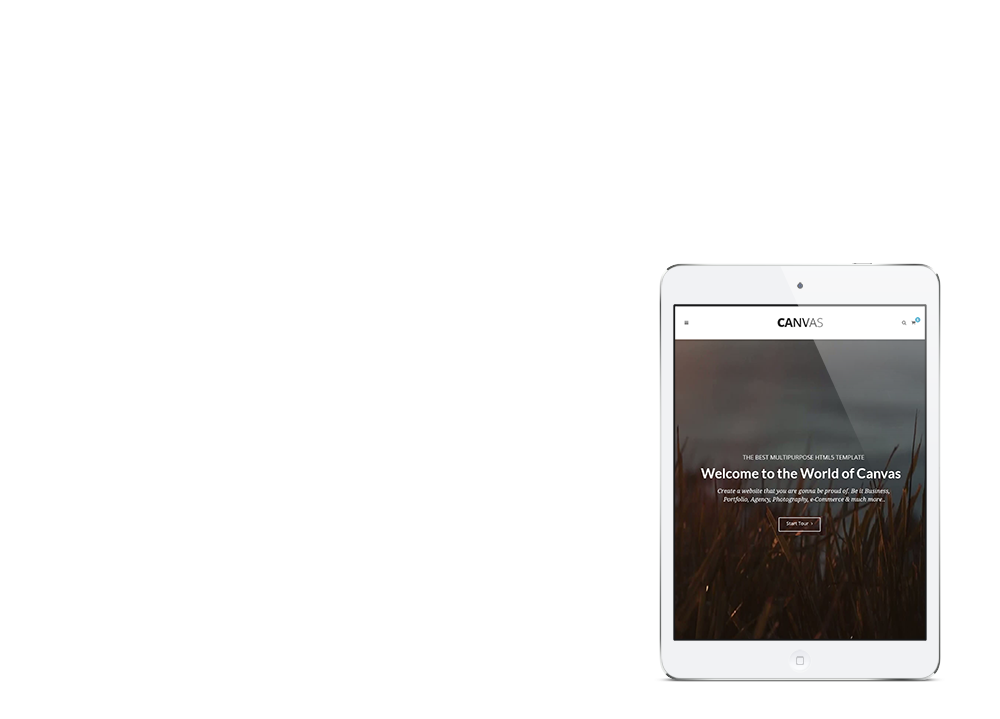 CANVAS
THE BEST MULTIPURPOSE HTML5 TEMPLATE
Welcome to the World of Canvas
Create a website that you are gonna be proud of. Be it Business,
Portfolio, Agency, Photography, e-Commerce & much more..
Start Tour ›